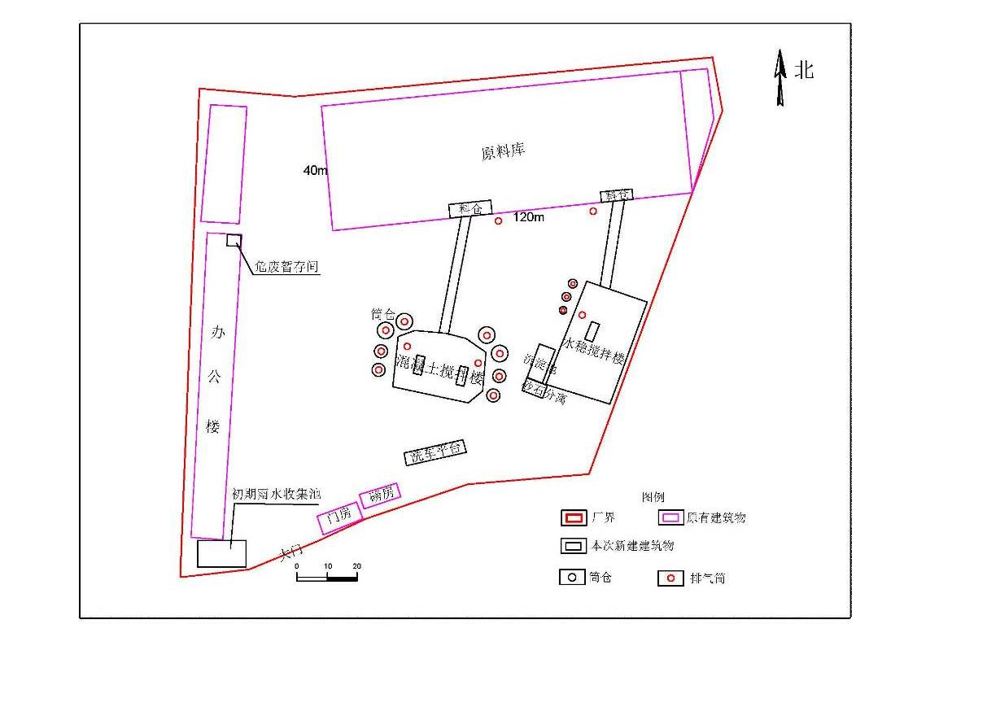 北
原料库
40m
料仓
料仓
120m
危废暂存间
筒仓
办
公
楼
混凝土搅拌楼
水稳搅拌楼
沉淀池
砂石分离
洗车平台
初期雨水收集池
磅房
门房
大门
0 10 20
图例
厂界
原有建筑物
本次新建建筑物
筒仓
排气筒